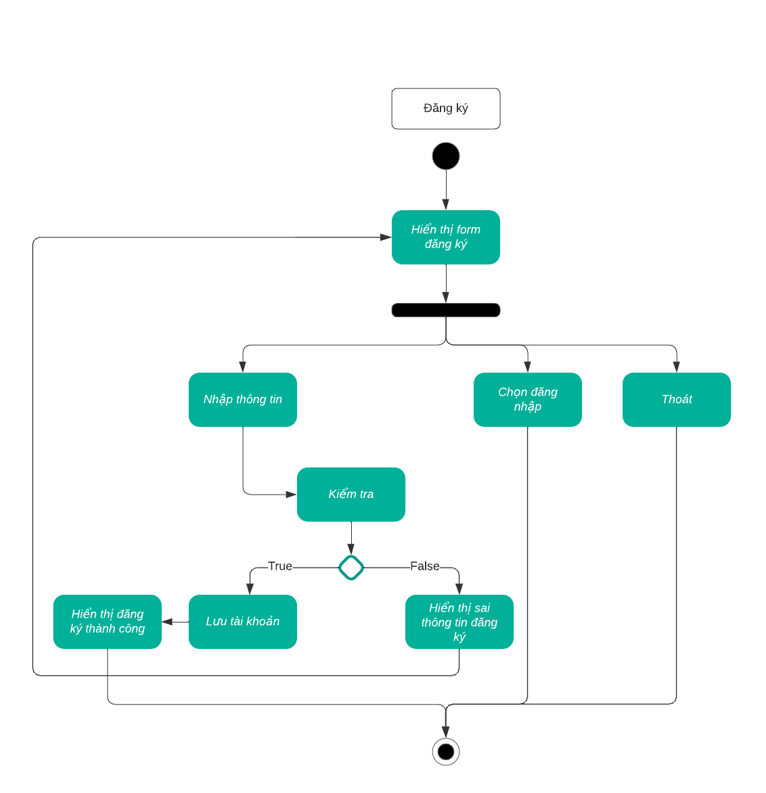 Đăng ký
Hiển thị form
đăng ký
Nhập thông tin
Chọn đăng
nhập
Thoát
Kiểm tra
True
False
Hiển thị đăng
ký thành công
Lưu tài khoản
Hiển thị sai
thông tin đăng
ký